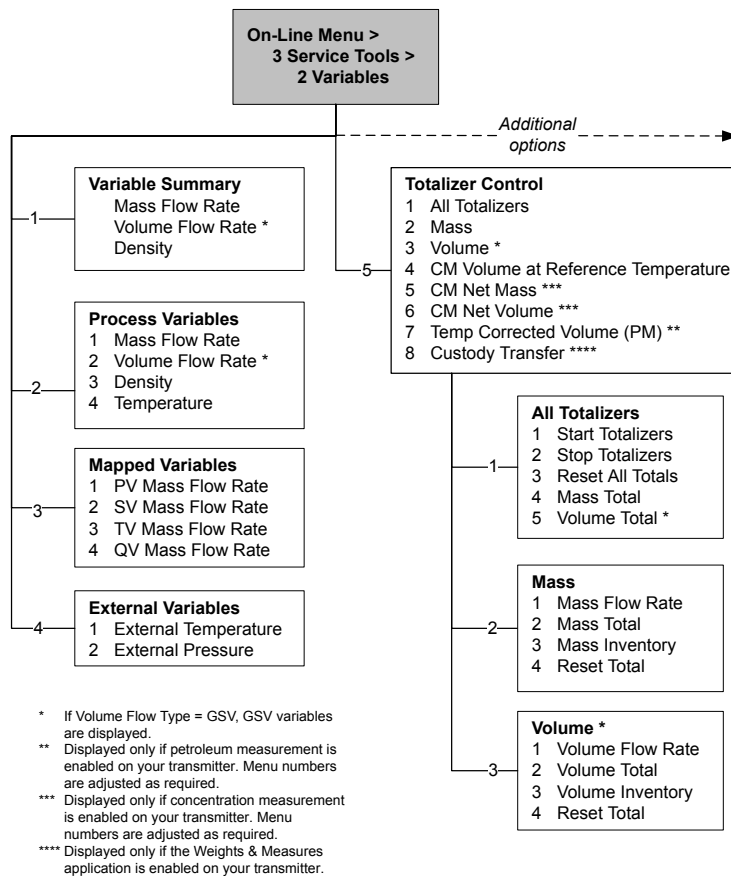 On-Line Menu >
3 Service Tools >
2 Variables
Additional
options
Variable Summary
Mass Flow Rate
Volume Flow Rate *
Density
1
Process Variables
1 Mass Flow Rate
2 Volume Flow Rate *
3 Density
4 Temperature
2
Mapped Variables
1 PV Mass Flow Rate
2 SV Mass Flow Rate
3 TV Mass Flow Rate
4 QV Mass Flow Rate
3
External Variables
1 External Temperature
2 External Pressure
4
Totalizer Control
1 All Totalizers
2 Mass
3 Volume *
4 CM Volume at Reference Temperature
5 CM Net Mass ***
6 CM Net Volume ***
7 Temp Corrected Volume (PM) **
8 Custody Transfer ****
5
All Totalizers
1 Start Totalizers
2 Stop Totalizers
3 Reset All Totals
4 Mass Total
5 Volume Total *
1
Mass
1 Mass Flow Rate
2 Mass Total
3 Mass Inventory
4 Reset Total
2
Volume *
1 Volume Flow Rate
2 Volume Total
3 Volume Inventory
4 Reset Total
3
* If Volume Flow Type = GSV, GSV variables
are displayed.
** Displayed only if petroleum measurement is
enabled on your transmitter. Menu numbers
are adjusted as required.
*** Displayed only if concentration measurement
is enabled on your transmitter. Menu
numbers are adjusted as required.
**** Displayed only if the Weights & Measures
application is enabled on your transmitter.